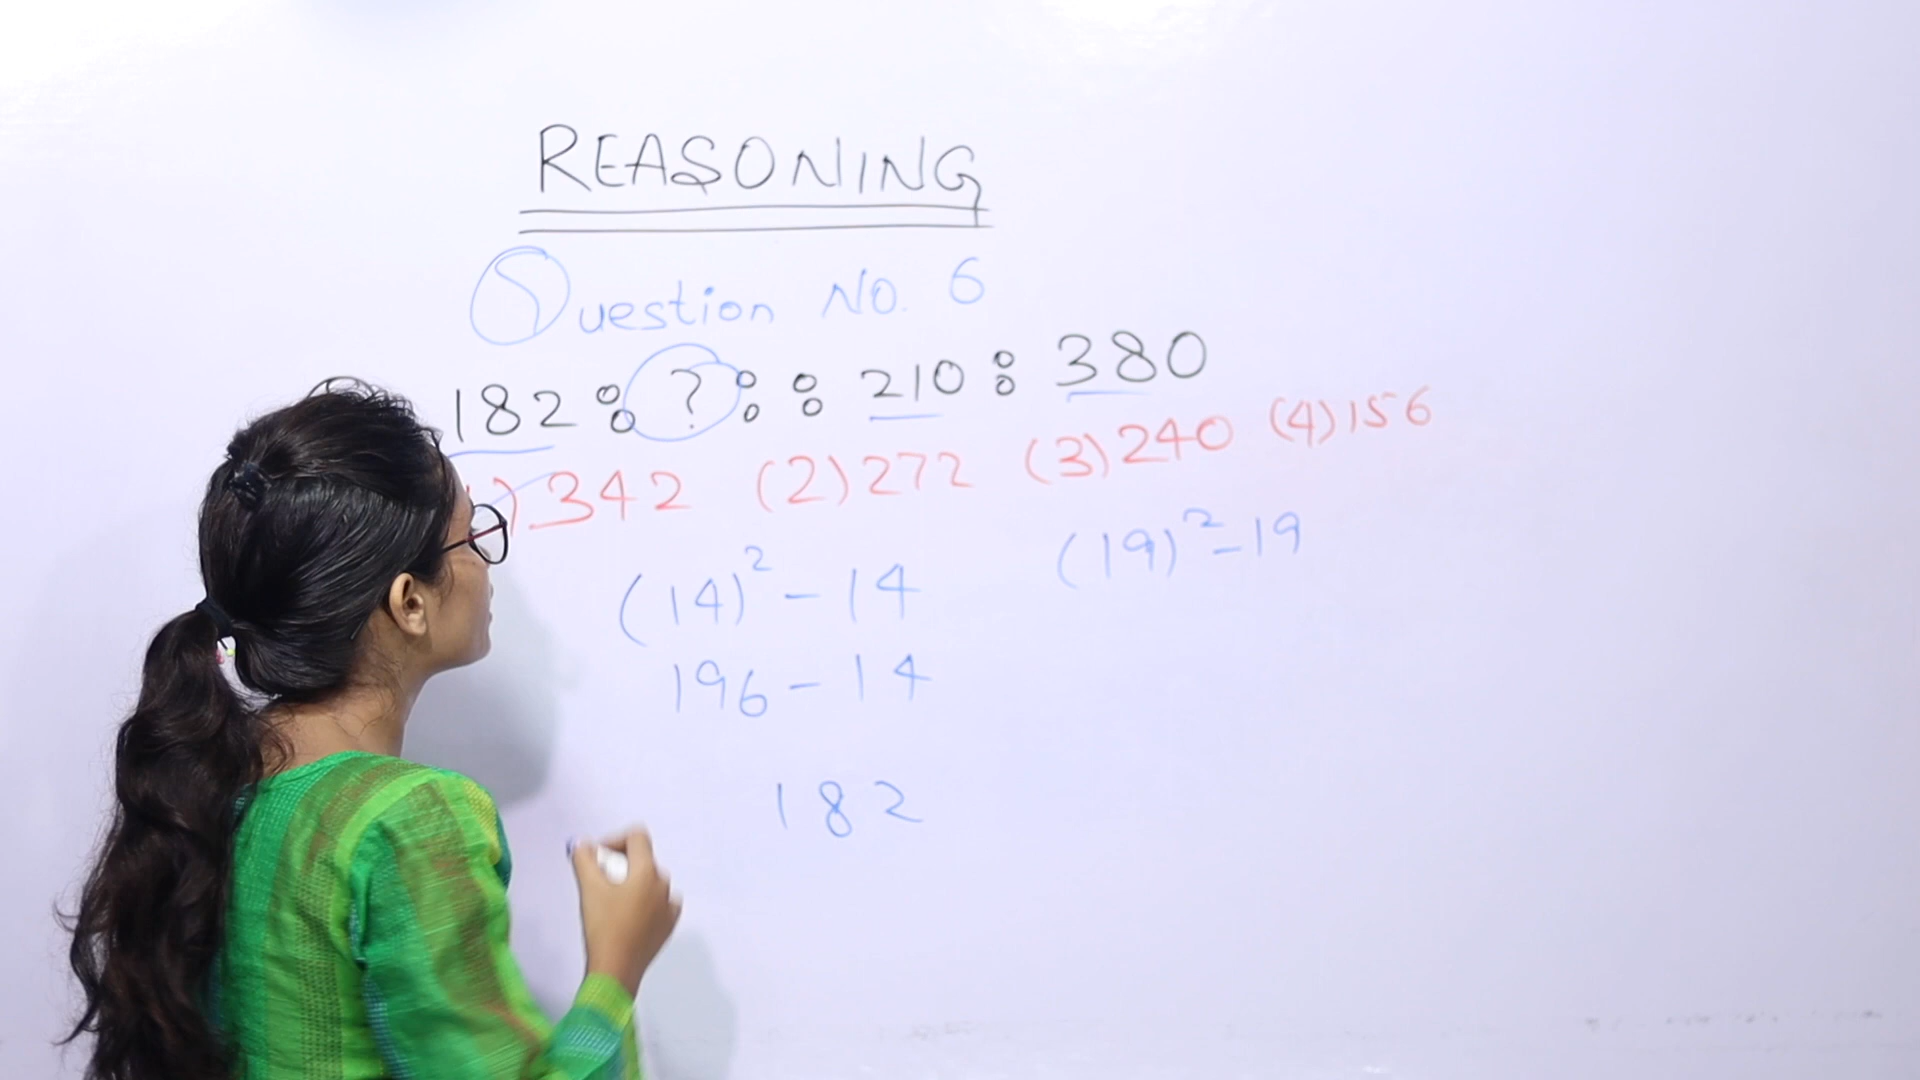 REASONING
Question No. 6
182 : ? : : 210 : 380
1) 342 (2) 272 (3) 240 (4) 156
(14)² - 14 (19)² - 19
196 - 14
182